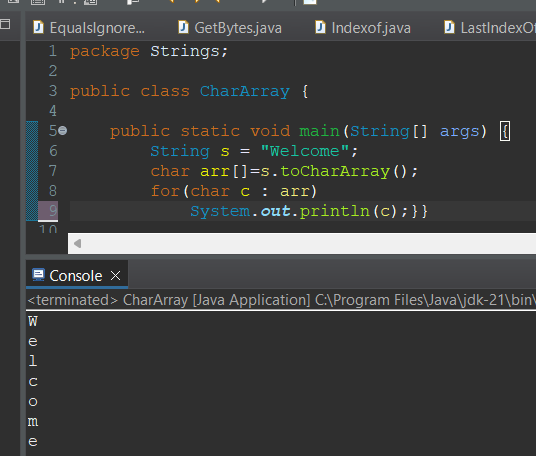 EqualsIgnore... GetBytes.java Indexof.java LastIndexOf
1 package Strings;
2
3 public class CharArray {
4
5 public static void main(String[] args) {
6 String s = "Welcome";
7 char arr[]=s.toCharArray();
8 for(char c : arr)
9 System.out.println(c);}}
10
Console
<terminated> CharArray [Java Application] C:\Program Files\Java\jdk-21\bin\
W
e
l
c
o
m
e